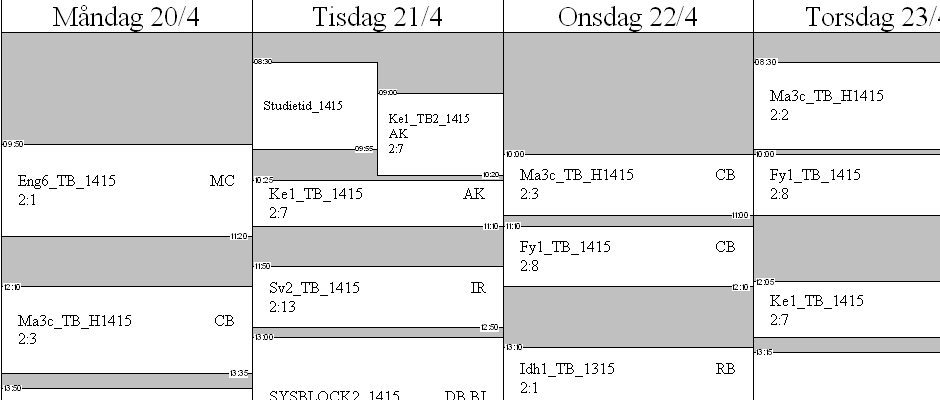 Måndag 20/4
09:50
Eng6_TB_1415 MC
2:1
11:20
12:10
Ma3c_TB_H1415 CB
2:3
13:35
13:50
Tisdag 21/4
08:30
Studietid_1415
09:55
09:00
Ke1_TB2_1415
AK
2:7
10:20
10:25
Ke1_TB_1415 AK
2:7
11:10
11:50
Sv2_TB_1415 IR
2:13
12:50
13:00
SYSBLOCK2_1415
Onsdag 22/4
10:00
Ma3c_TB_H1415 CB
2:3
11:00
11:10
Fy1_TB_1415 CB
2:8
12:10
13:10
Idh1_TB_1315 RB
2:1
Torsdag 23/4
08:30
Ma3c_TB_H1415
2:2
10:00
Fy1_TB_1415
2:8
12:05
Ke1_TB_1415
2:7
13:15